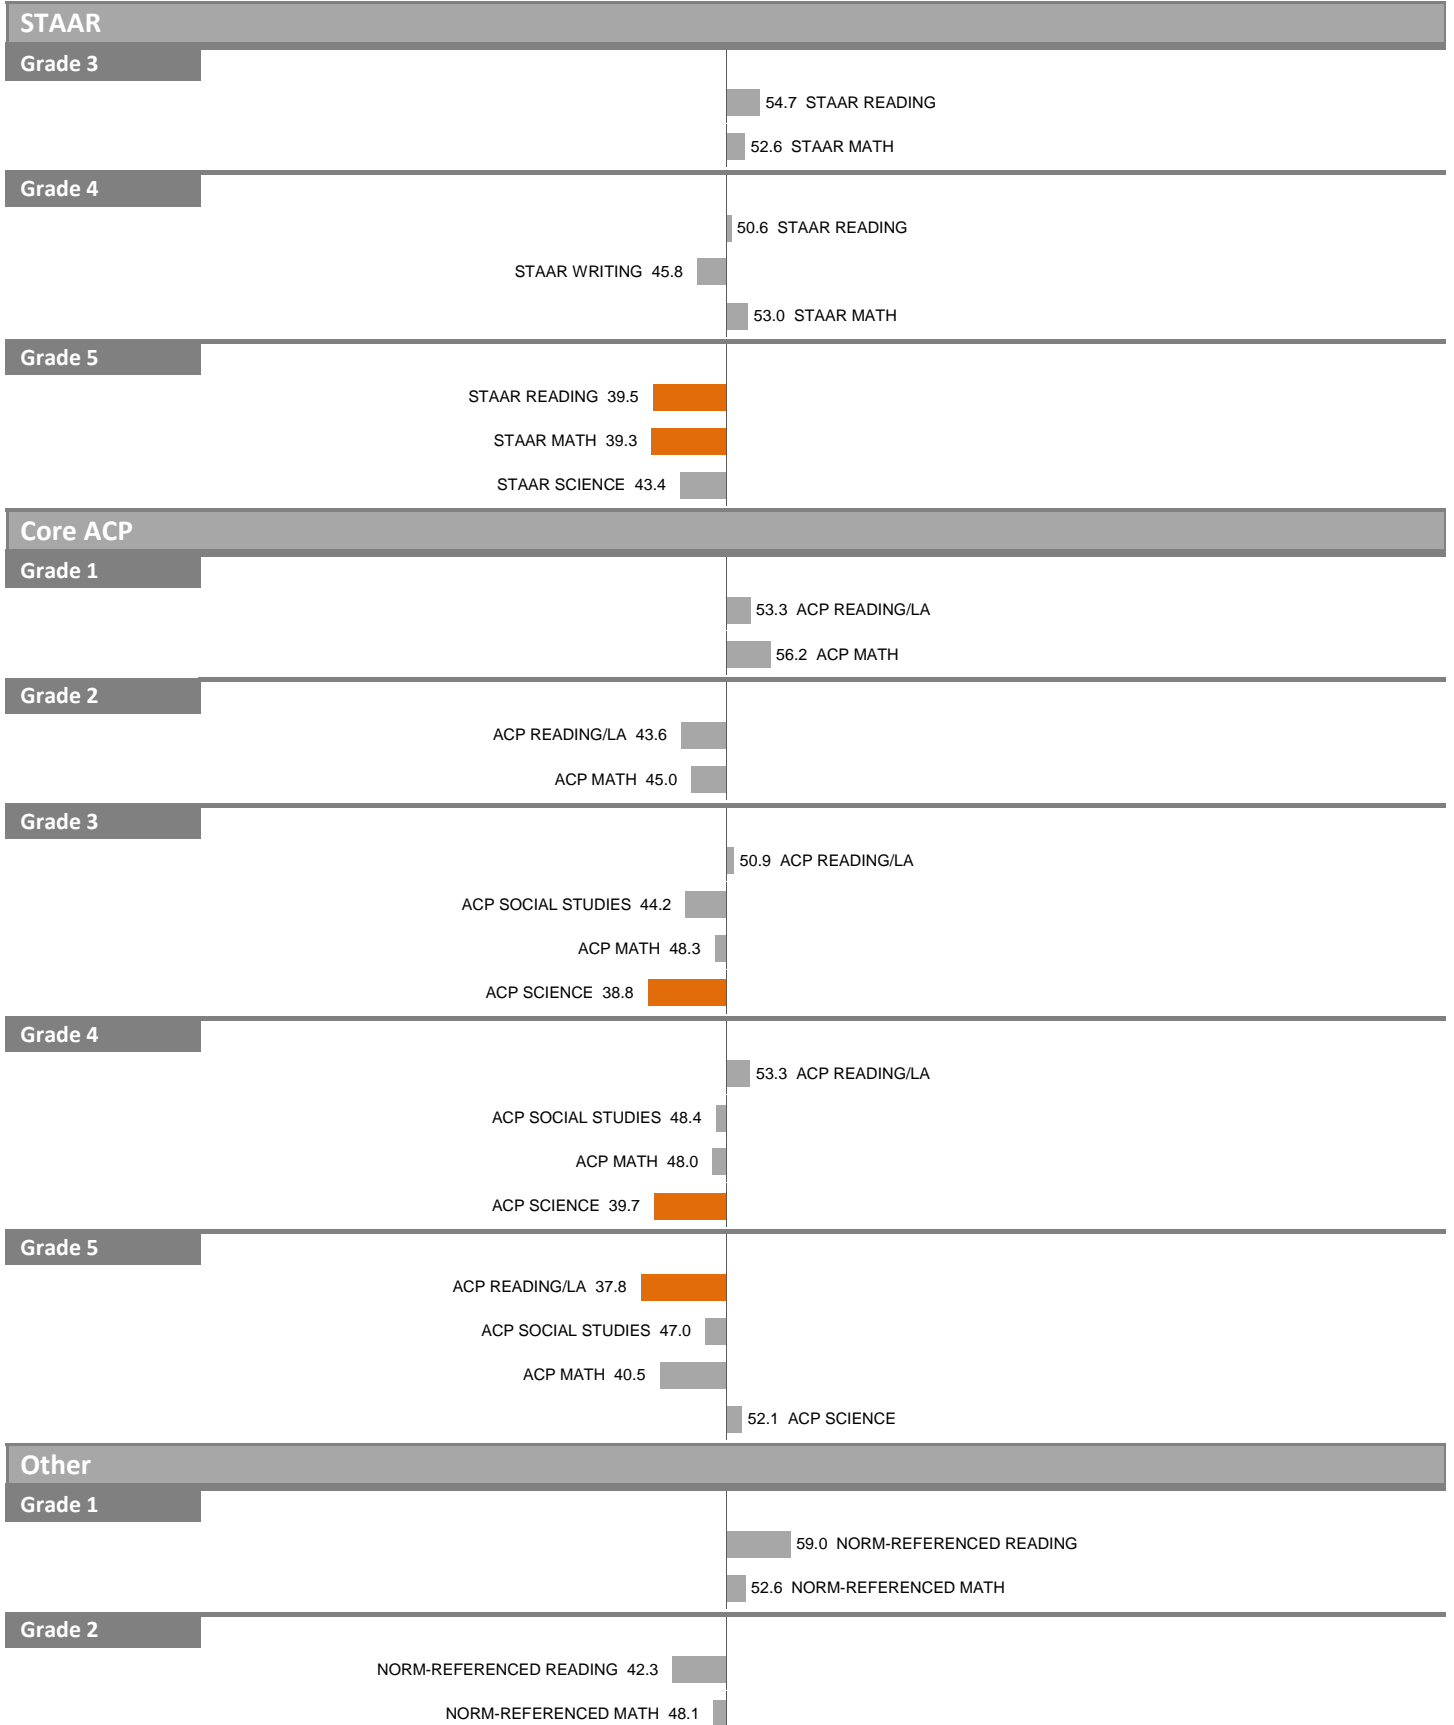 STAAR
Grade 3
54.7 STAAR READING
52.6 STAAR MATH
Grade 4
50.6 STAAR READING
STAAR WRITING 45.8
53.0 STAAR MATH
Grade 5
STAAR READING 39.5
STAAR MATH 39.3
STAAR SCIENCE 43.4
Core ACP
Grade 1
53.3 ACP READING/LA
56.2 ACP MATH
Grade 2
ACP READING/LA 43.6
ACP MATH 45.0
Grade 3
50.9 ACP READING/LA
ACP SOCIAL STUDIES 44.2
ACP MATH 48.3
ACP SCIENCE 38.8
Grade 4
53.3 ACP READING/LA
ACP SOCIAL STUDIES 48.4
ACP MATH 48.0
ACP SCIENCE 39.7
Grade 5
ACP READING/LA 37.8
ACP SOCIAL STUDIES 47.0
ACP MATH 40.5
52.1 ACP SCIENCE
Other
Grade 1
59.0 NORM-REFERENCED READING
52.6 NORM-REFERENCED MATH
Grade 2
NORM-REFERENCED READING 42.3
NORM-REFERENCED MATH 48.1